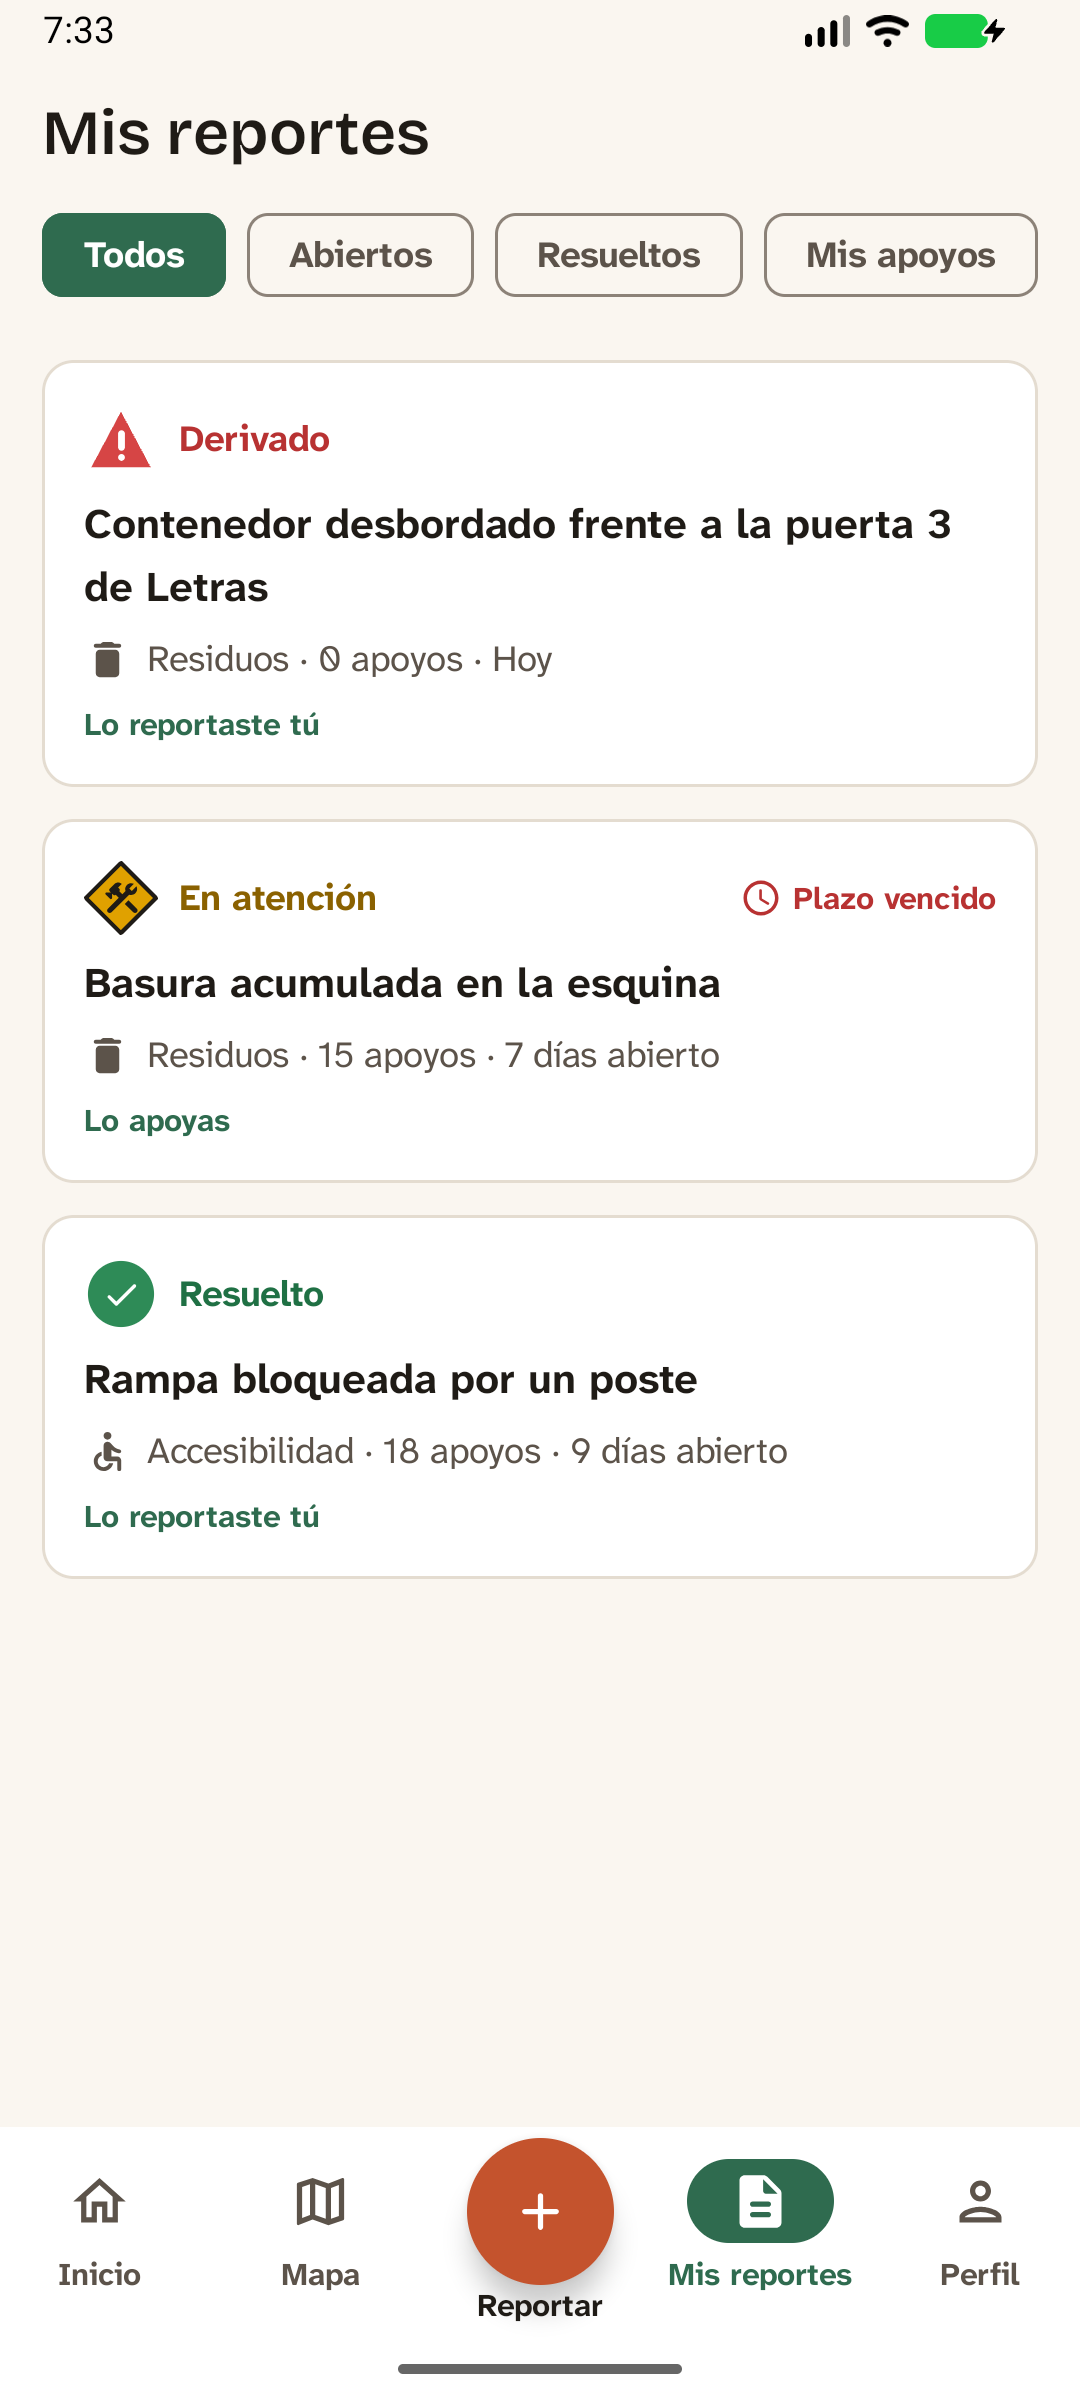 7:33
Mis reportes
Todos
Abiertos
Resueltos
Mis apoyos
Derivado
Contenedor desbordado frente a la puerta 3
de Letras
Residuos · 0 apoyos · Hoy
Lo reportaste tú
En atención
Plazo vencido
Basura acumulada en la esquina
Residuos · 15 apoyos · 7 días abierto
Lo apoyas
Resuelto
Rampa bloqueada por un poste
Accesibilidad · 18 apoyos · 9 días abierto
Lo reportaste tú
Inicio
Mapa
Reportar
Mis reportes
Perfil